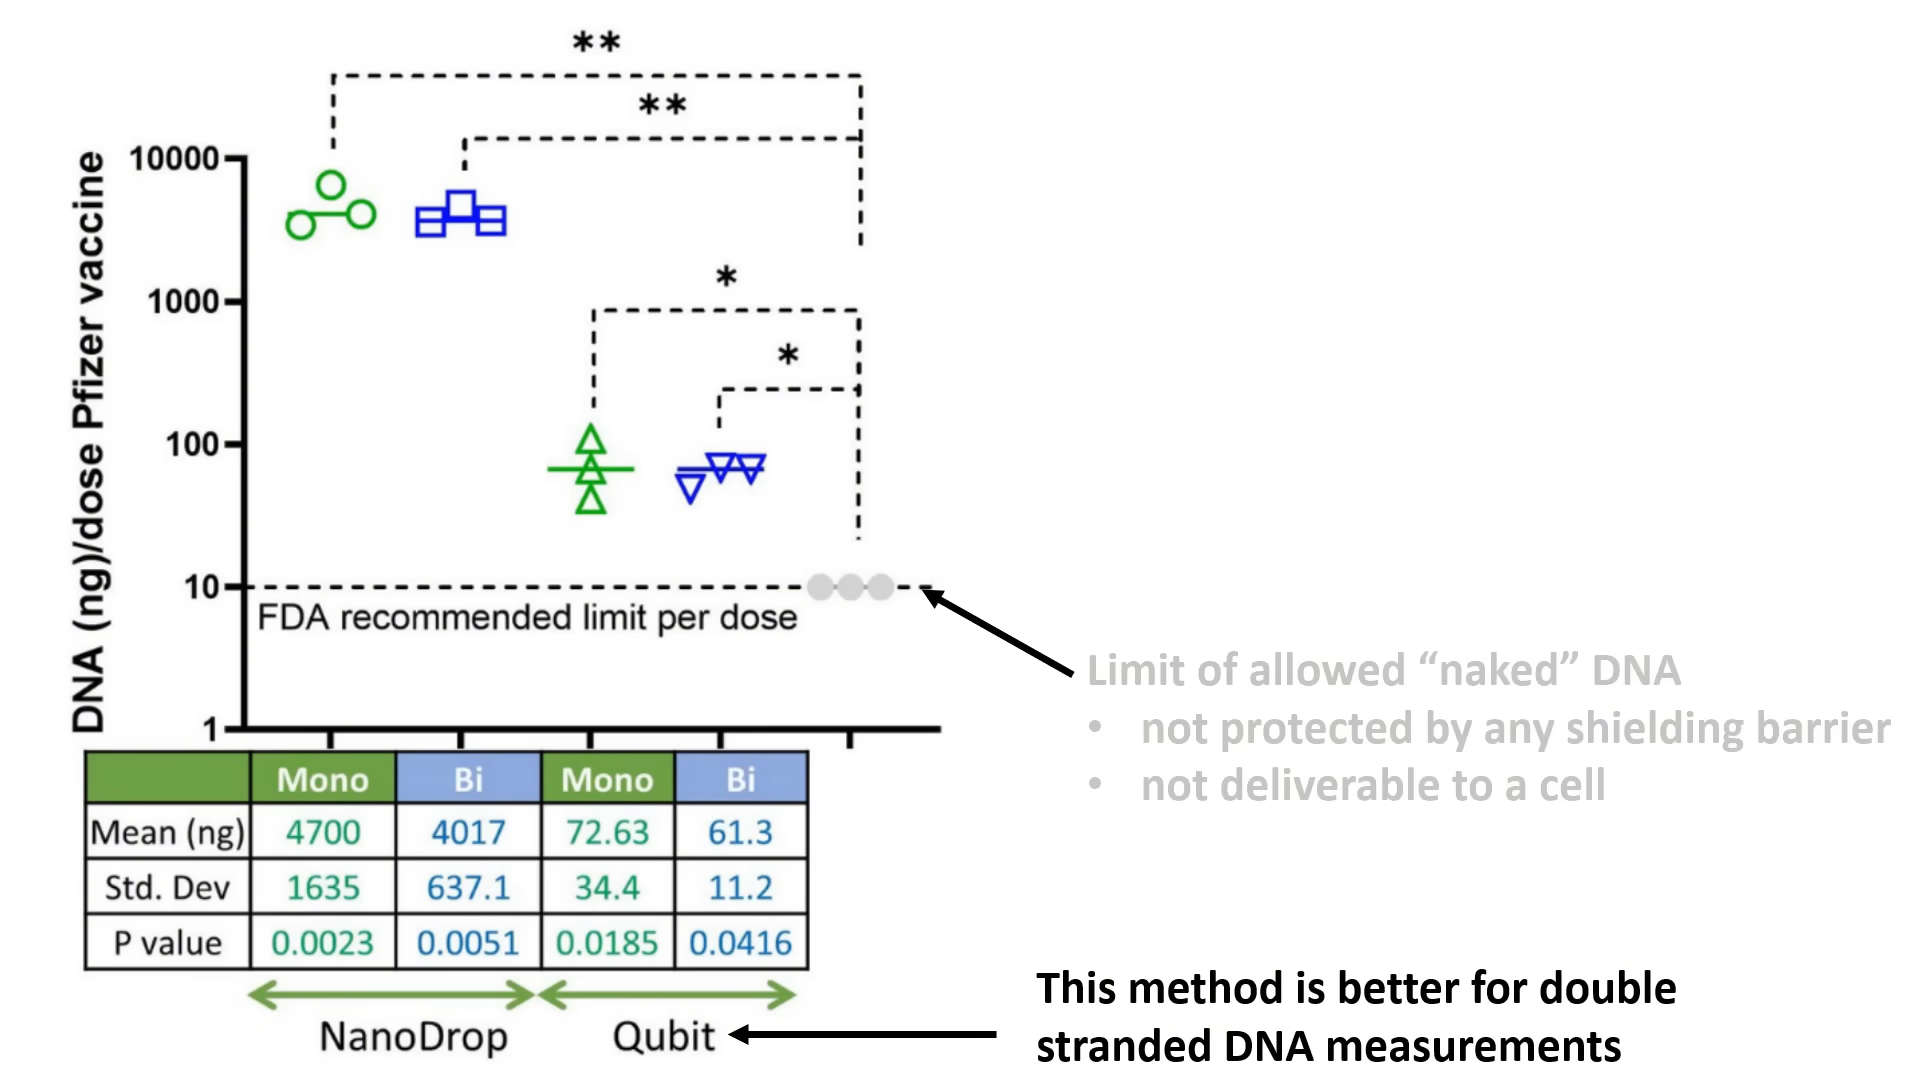 **
**
DNA (ng)/dose Pfizer vaccine
10000
1000
*
*
100
10
FDA recommended limit per dose
1
Limit of allowed “naked” DNA
• not protected by any shielding barrier
• not deliverable to a cell
Mono Bi Mono Bi
Mean (ng) 4700 4017 72.63 61.3
Std. Dev 1635 637.1 34.4 11.2
P value 0.0023 0.0051 0.0185 0.0416
NanoDrop Qubit
This method is better for double
stranded DNA measurements